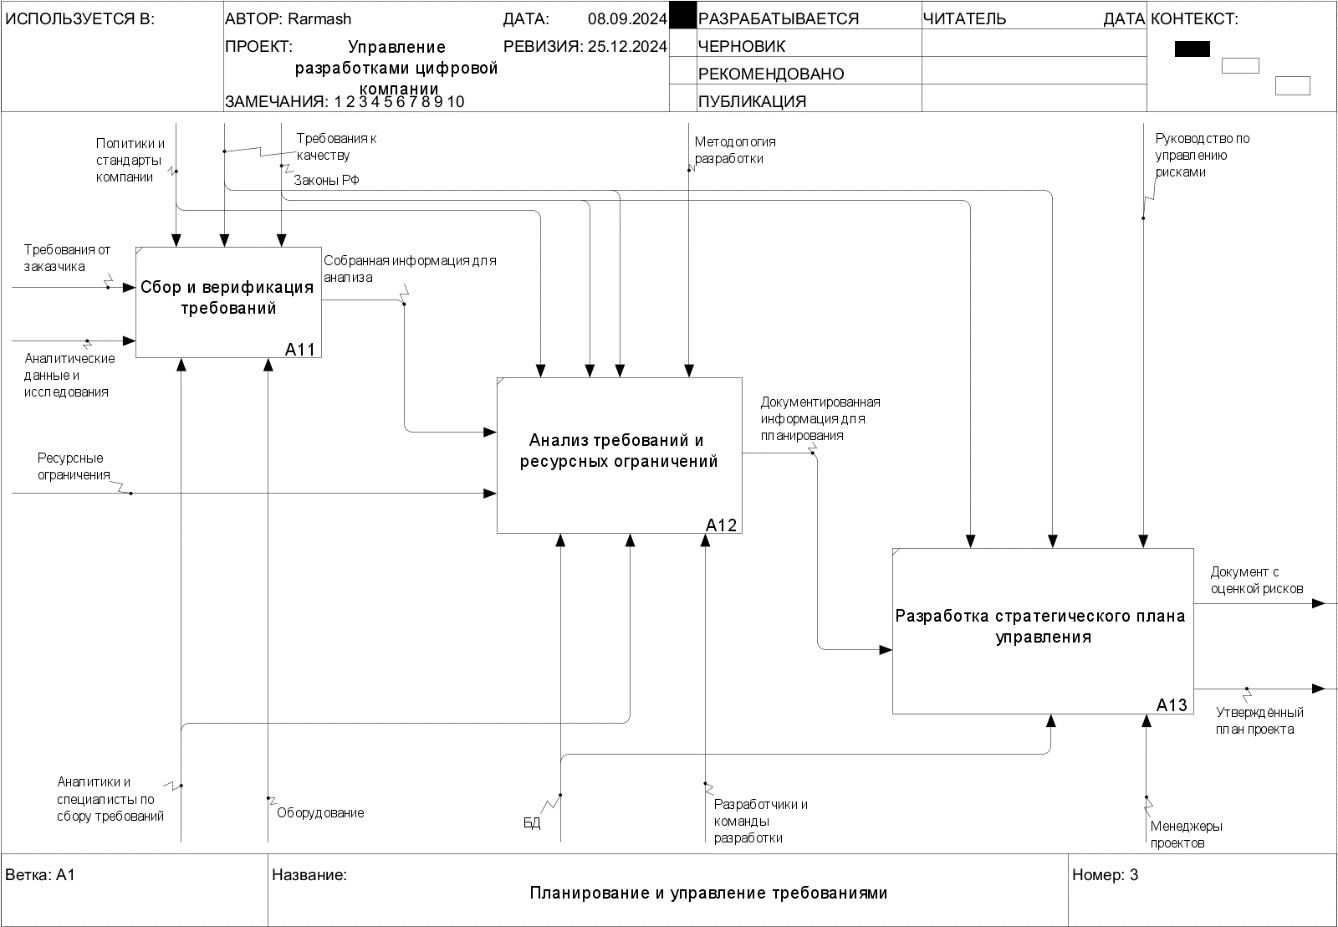 ИСПОЛЬЗУЕТСЯ В:
АВТОР: Rarmash
ДАТА: 08.09.2024
ПРОЕКТ: Управление
разработками цифровой
компании
РЕВИЗИЯ: 25.12.2024
ЗАМЕЧАНИЯ: 1 2 3 4 5 6 7 8 9 10
РАЗРАБАТЫВАЕТСЯ
ЧЕРНОВИК
РЕКОМЕНДОВАНО
ПУБЛИКАЦИЯ
ЧИТАТЕЛЬ
ДАТА
КОНТЕКСТ:
Политики и
стандарты
компании
Требования к
качеству
Законы РФ
Методология
разработки
Руководство по
управлению
рисками
Требования от
заказчика
Сбор и верификация
требований
A11
Собранная информация для
анализа
Аналитические
данные и
исследования
Ресурсные
ограничения
Анализ требований и
ресурсных ограничений
A12
Документированная
информация для
планирования
Разработка стратегического плана
управления
A13
Документ с
оценкой рисков
Утверждённый
план проекта
Аналитики и
специалисты по
сбору требований
Оборудование
БД
Разработчики и
команды
разработки
Менеджеры
проектов
Ветка: A1
Название:
Планирование и управление требованиями
Номер: 3